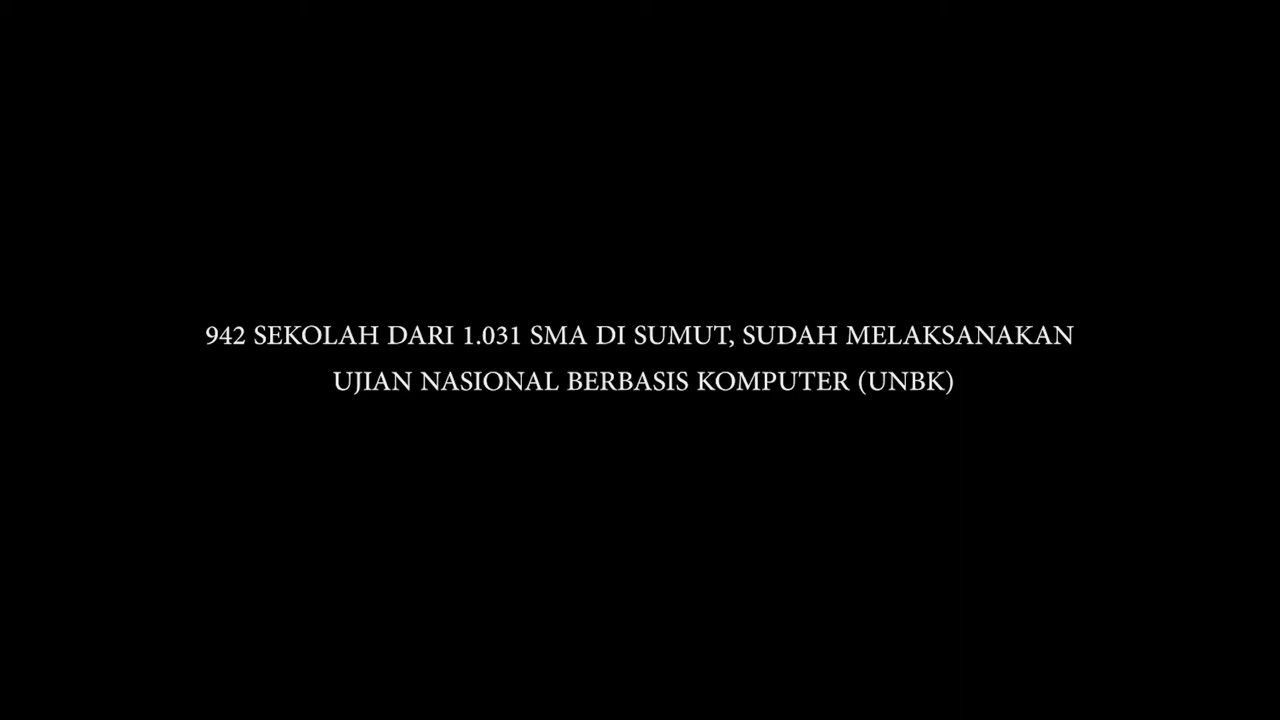 942 SEKOLAH DARI 1.031 SMA DI SUMUT, SUDAH MELAKSANAKAN
UJIAN NASIONAL BERBASIS KOMPUTER (UNBK)